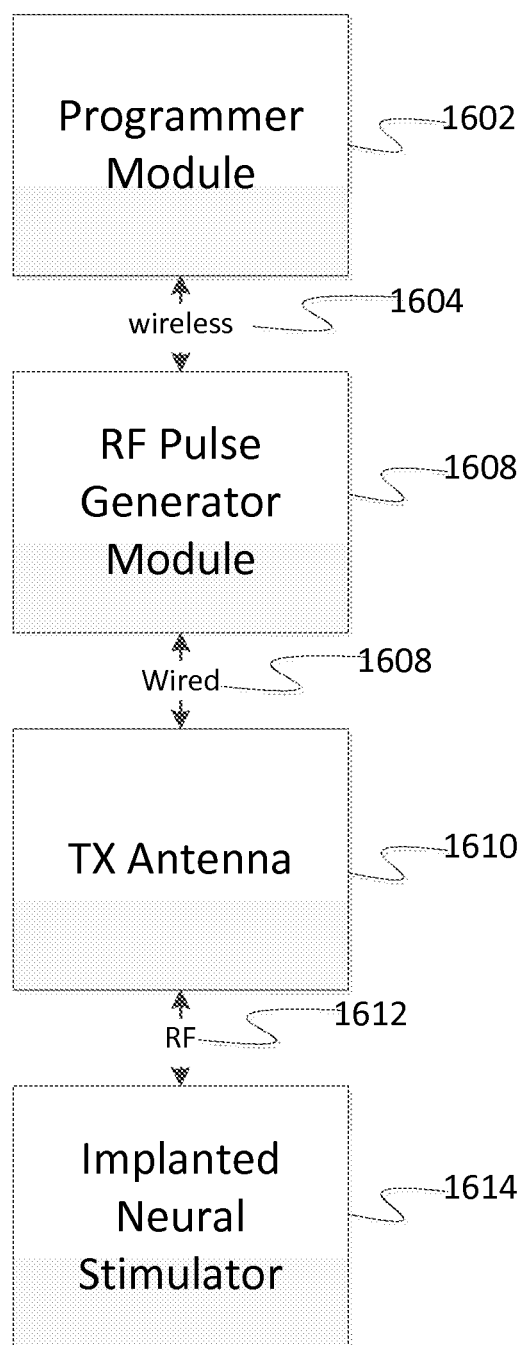 Programmer
Module
1602
wireless
1604
RF Pulse
Generator
Module
1608
Wired
1608
TX Antenna
1610
RF
1612
Implanted
Neural
Stimulator
1614